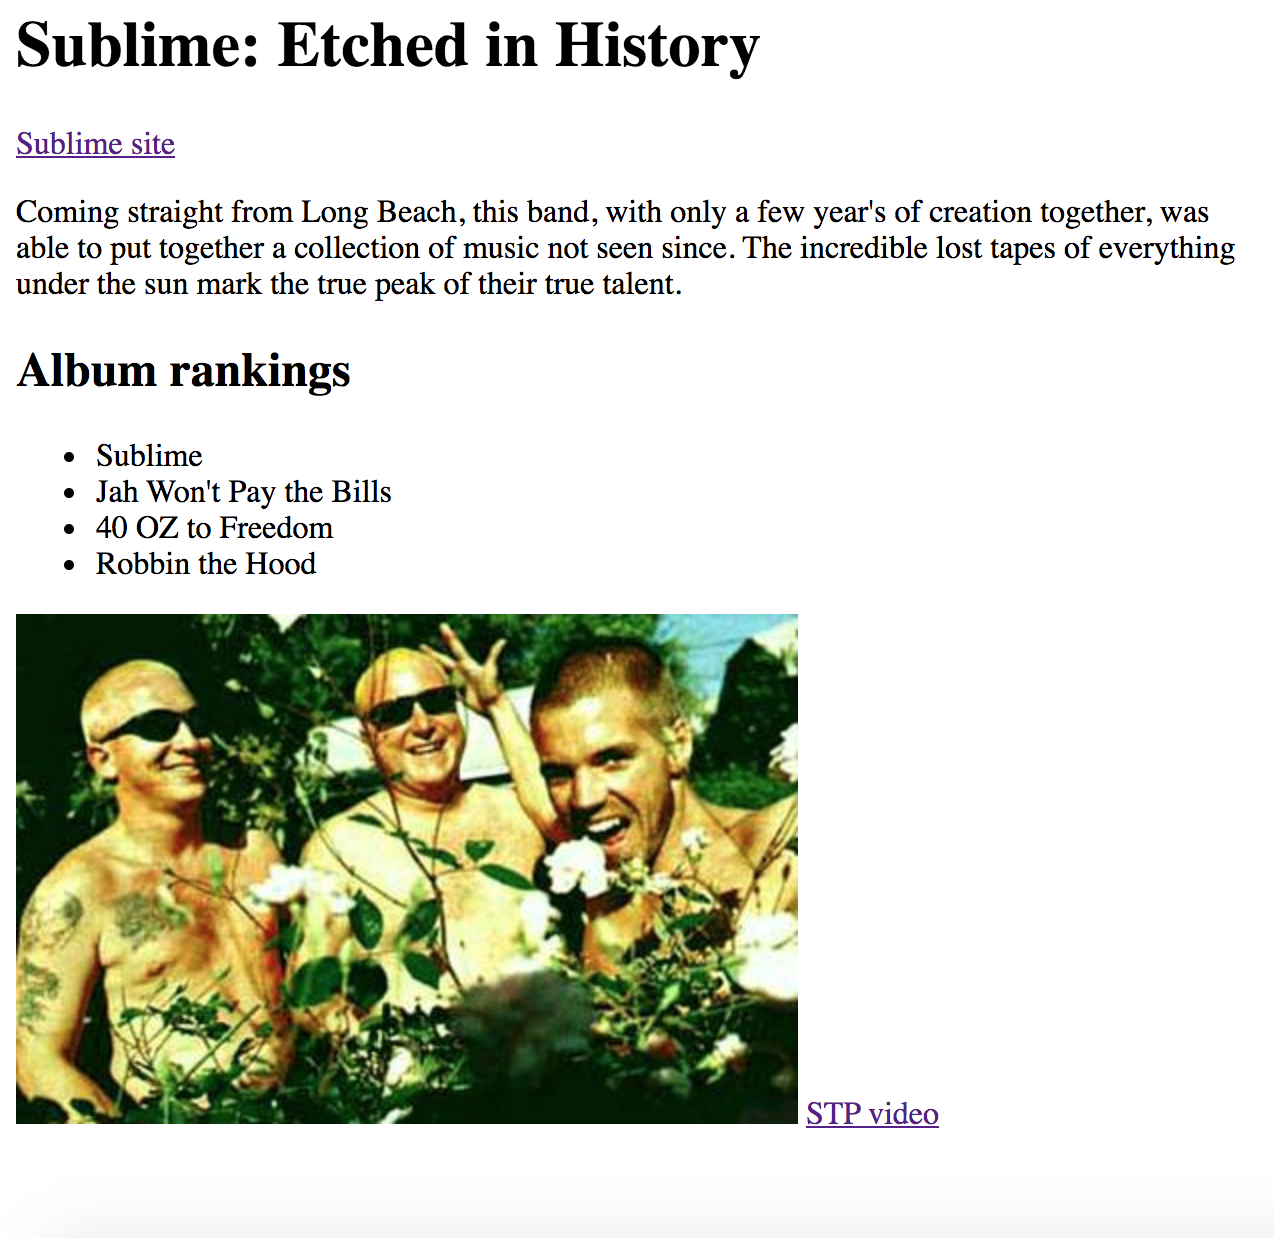 Sublime: Etched in History
Sublime site
Coming straight from Long Beach, this band, with only a few year's of creation together, was
able to put together a collection of music not seen since. The incredible lost tapes of everything
under the sun mark the true peak of their true talent.
Album rankings
Sublime
Jah Won't Pay the Bills
40 OZ to Freedom
Robbin the Hood
STP video